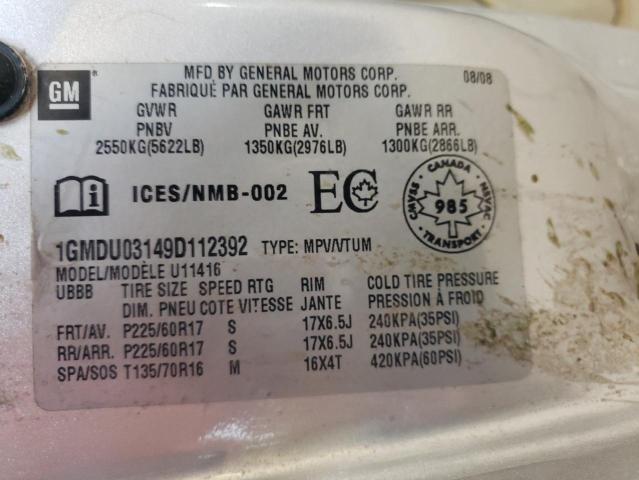 MFD BY GENERAL MOTORS CORP. 08/08
FABRIQUÉ PAR GENERAL MOTORS CORP.
GM
GVWR GAWR FRT GAWR RR
PNBV PNBE AV. PNBE ARR.
2550KG(5622LB) 1350KG(2976LB) 1300KG(2866LB)
i ICES/NMB-002 EC CANADA CMVSS NSVAC 985 TRANSPORT
1GMDU03149D112392 TYPE: MPV/VTUM
MODEL/MODÈLE U11416
UBBB TIRE SIZE SPEED RTG RIM COLD TIRE PRESSURE
DIM. PNEU COTE VITESSE JANTE PRESSION À FROID
FRT/AV. P225/60R17 S 17X6.5J 240KPA(35PSI)
RR/ARR. P225/60R17 S 17X6.5J 240KPA(35PSI)
SPA/SOS T135/70R16 M 16X4T 420KPA(60PSI)